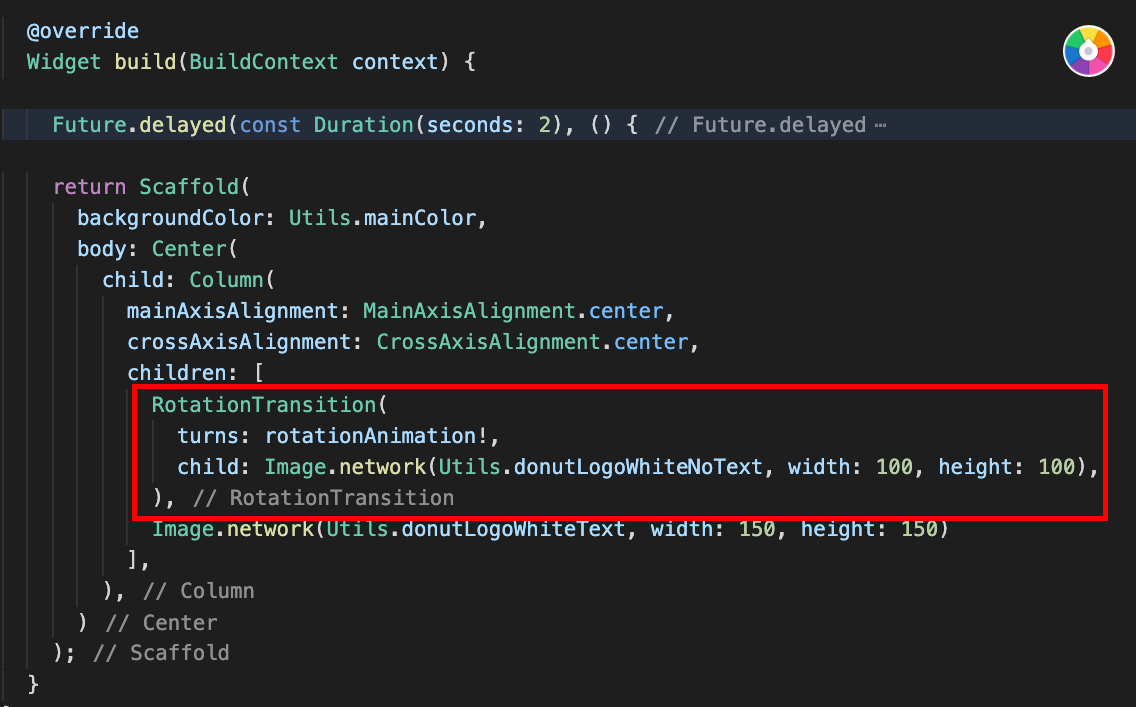 @override
Widget build(BuildContext context) {
Future.delayed(const Duration(seconds: 2), () { // Future.delayed ⋯
return Scaffold(
backgroundColor: Utils.mainColor,
body: Center(
child: Column(
mainAxisAlignment: MainAxisAlignment.center,
crossAxisAlignment: CrossAxisAlignment.center,
children: [
RotationTransition(
turns: rotationAnimation!,
child: Image.network(Utils.donutLogoWhiteNoText, width: 100, height: 100),
), // RotationTransition
Image.network(Utils.donutLogoWhiteText, width: 150, height: 150)
],
), // Column
) // Center
); // Scaffold
}